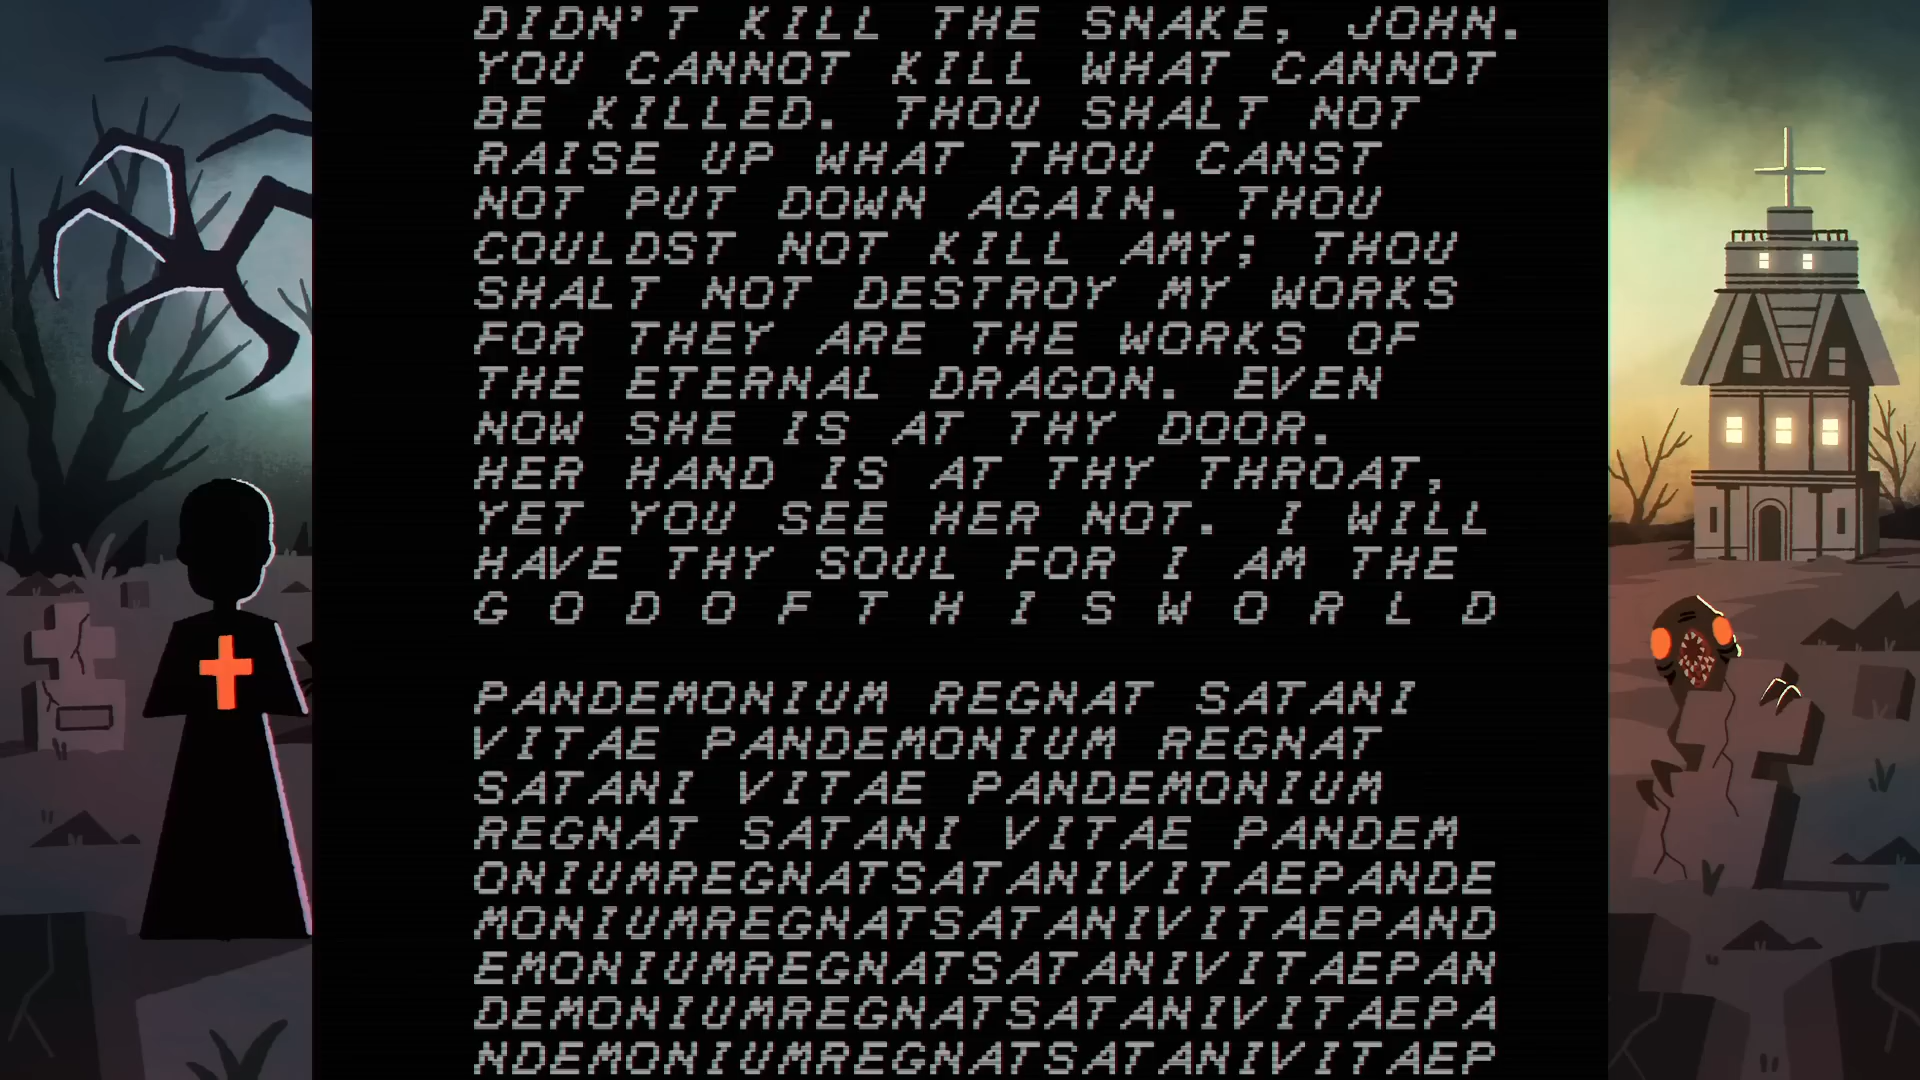 DIDN'T KILL THE SNAKE, JOHN.
YOU CANNOT KILL WHAT CANNOT
BE KILLED. THOU SHALT NOT
RAISE UP WHAT THOU CANST
NOT PUT DOWN AGAIN. THOU
COULDST NOT KILL AMY; THOU
SHALT NOT DESTROY MY WORKS
FOR THEY ARE THE WORKS OF
THE ETERNAL DRAGON. EVEN
NOW SHE IS AT THY DOOR.
HER HAND IS AT THY THROAT,
YET YOU SEE HER NOT. I WILL
HAVE THY SOUL FOR I AM THE
G O D O F T H I S W O R L D
PANDEMONIUM REGNAT SATANI
VITAE PANDEMONIUM REGNAT
SATANI VITAE PANDEMONIUM
REGNAT SATANI VITAE PANDEM
ONIUMREGNATSATANIVITAEPANDE
MONIUMREGNATSATANIVITAEPAND
EMONIUMREGNATSATANIVITAEPAN
DEMONIUMREGNATSATANIVITAEPA
NDEMONIUMREGNATSATANIVITAEP